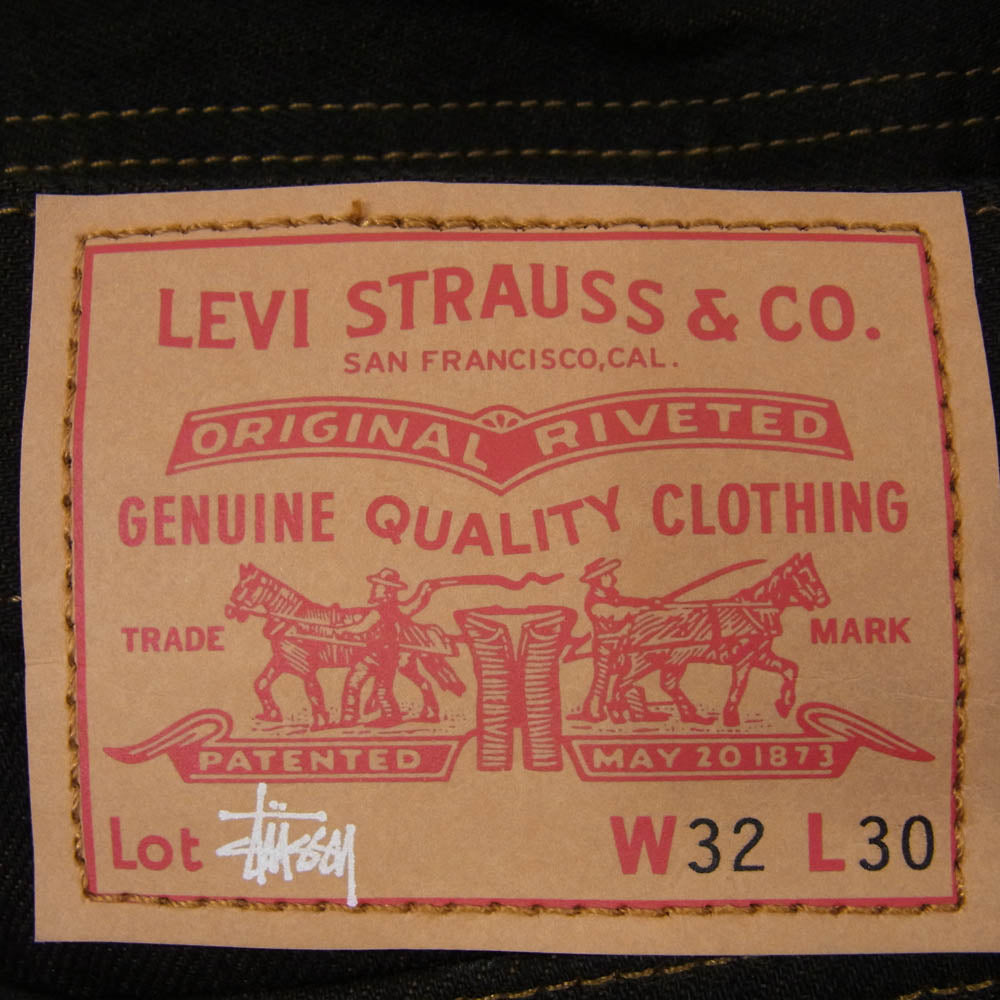 LEVI STRAUSS & CO.
SAN FRANCISCO, CAL.
ORIGINAL RIVETED
GENUINE QUALITY CLOTHING
TRADE MARK
PATENTED MAY 20 1873
Lot Stüssy W32 L30